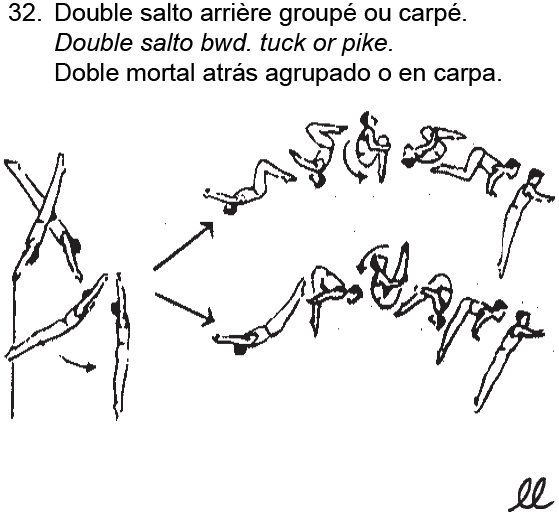 32. Double salto arrière groupé ou carpé.
Double salto bwd. tuck or pike.
Doble mortal atrás agrupado o en carpa.